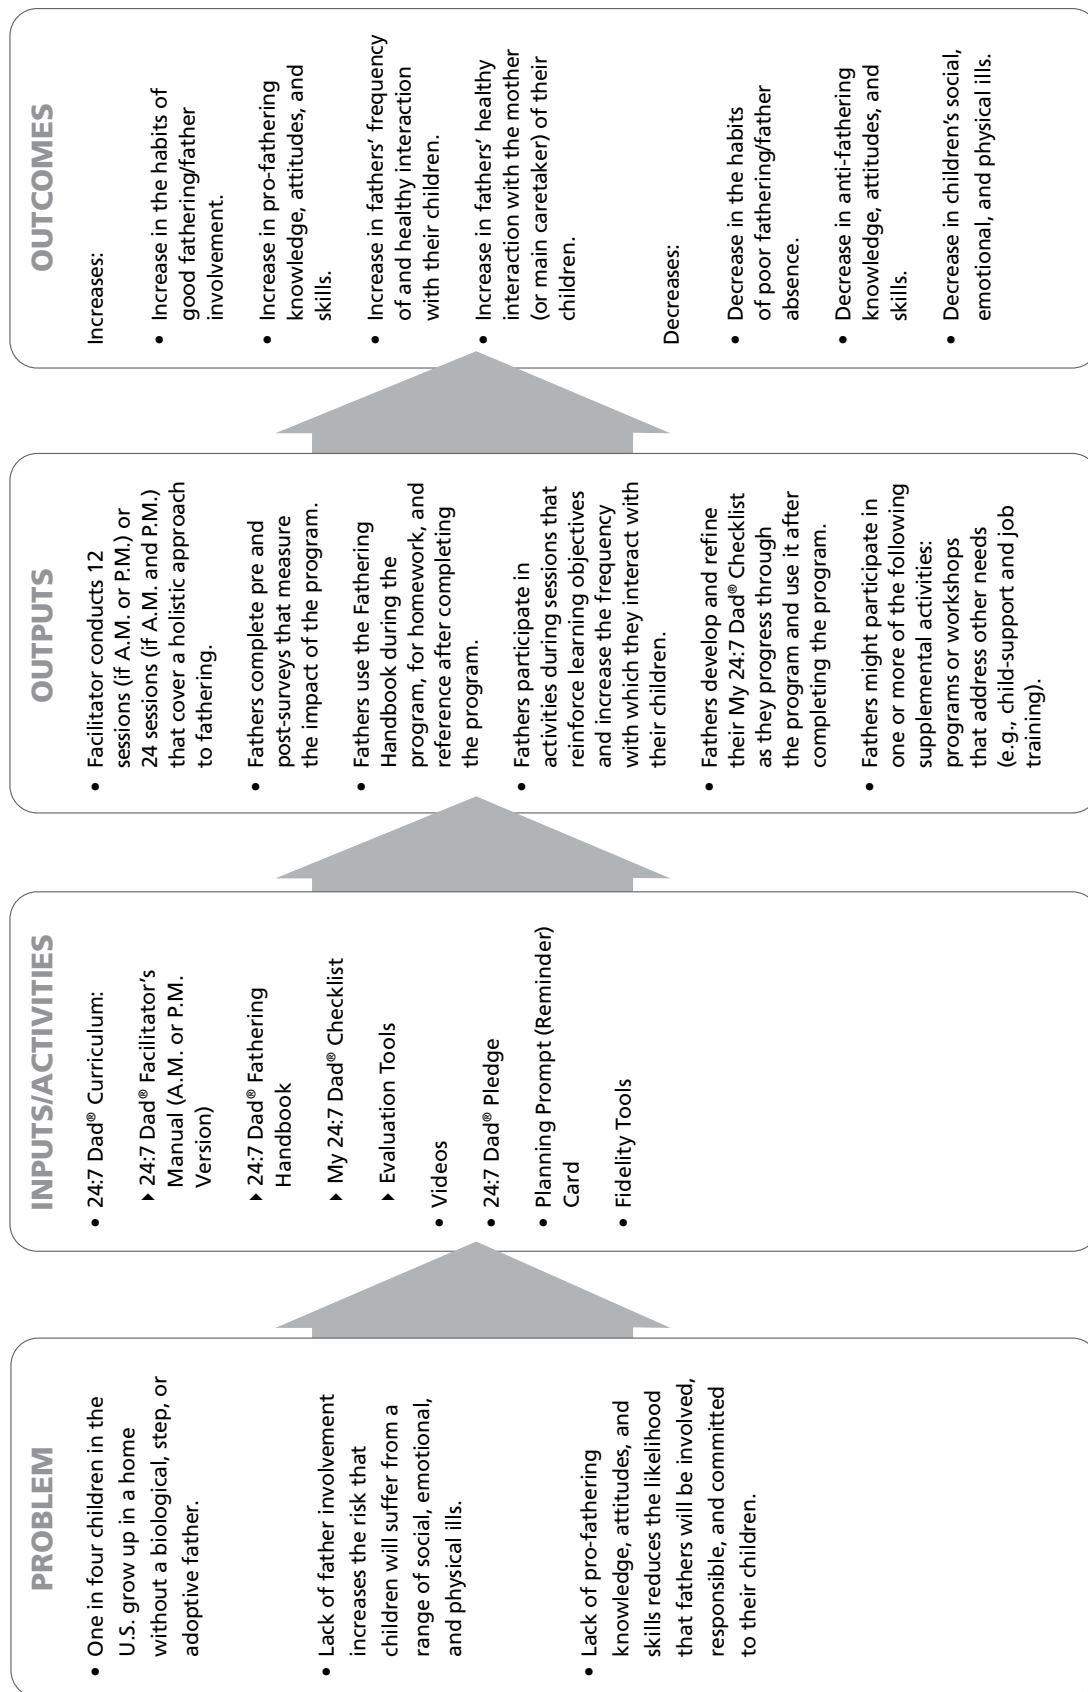 PROBLEM
• One in four children in the
U.S. grow up in a home
without a biological, step, or
adoptive father.
• Lack of father involvement
increases the risk that
children will suffer from a
range of social, emotional,
and physical ills.
• Lack of pro-fathering
knowledge, attitudes, and
skills reduces the likelihood
that fathers will be involved,
responsible, and committed
to their children.
INPUTS/ACTIVITIES
• 24:7 Dad® Curriculum:
▸ 24:7 Dad® Facilitator's
Manual (A.M. or P.M.
Version)
▸ 24:7 Dad® Fathering
Handbook
▸ My 24:7 Dad® Checklist
▸ Evaluation Tools
• Videos
• 24:7 Dad® Pledge
• Planning Prompt (Reminder)
Card
• Fidelity Tools
OUTPUTS
• Facilitator conducts 12
sessions (if A.M. or P.M.) or
24 sessions (if A.M. and P.M.)
that cover a holistic approach
to fathering.
• Fathers complete pre and
post-surveys that measure
the impact of the program.
• Fathers use the Fathering
Handbook during the
program, for homework, and
reference after completing
the program.
• Fathers participate in
activities during sessions that
reinforce learning objectives
and increase the frequency
with which they interact with
their children.
• Fathers develop and refine
their My 24:7 Dad® Checklist
as they progress through
the program and use it after
completing the program.
• Fathers might participate in
one or more of the following
supplemental activities:
programs or workshops
that address other needs
(e.g., child-support and job
training).
OUTCOMES
Increases:
• Increase in the habits of
good fathering/father
involvement.
• Increase in pro-fathering
knowledge, attitudes, and
skills.
• Increase in fathers' frequency
of and healthy interaction
with their children.
• Increase in fathers' healthy
interaction with the mother
(or main caretaker) of their
children.
Decreases:
• Decrease in the habits
of poor fathering/father
absence.
• Decrease in anti-fathering
knowledge, attitudes, and
skills.
• Decrease in children's social,
emotional, and physical ills.